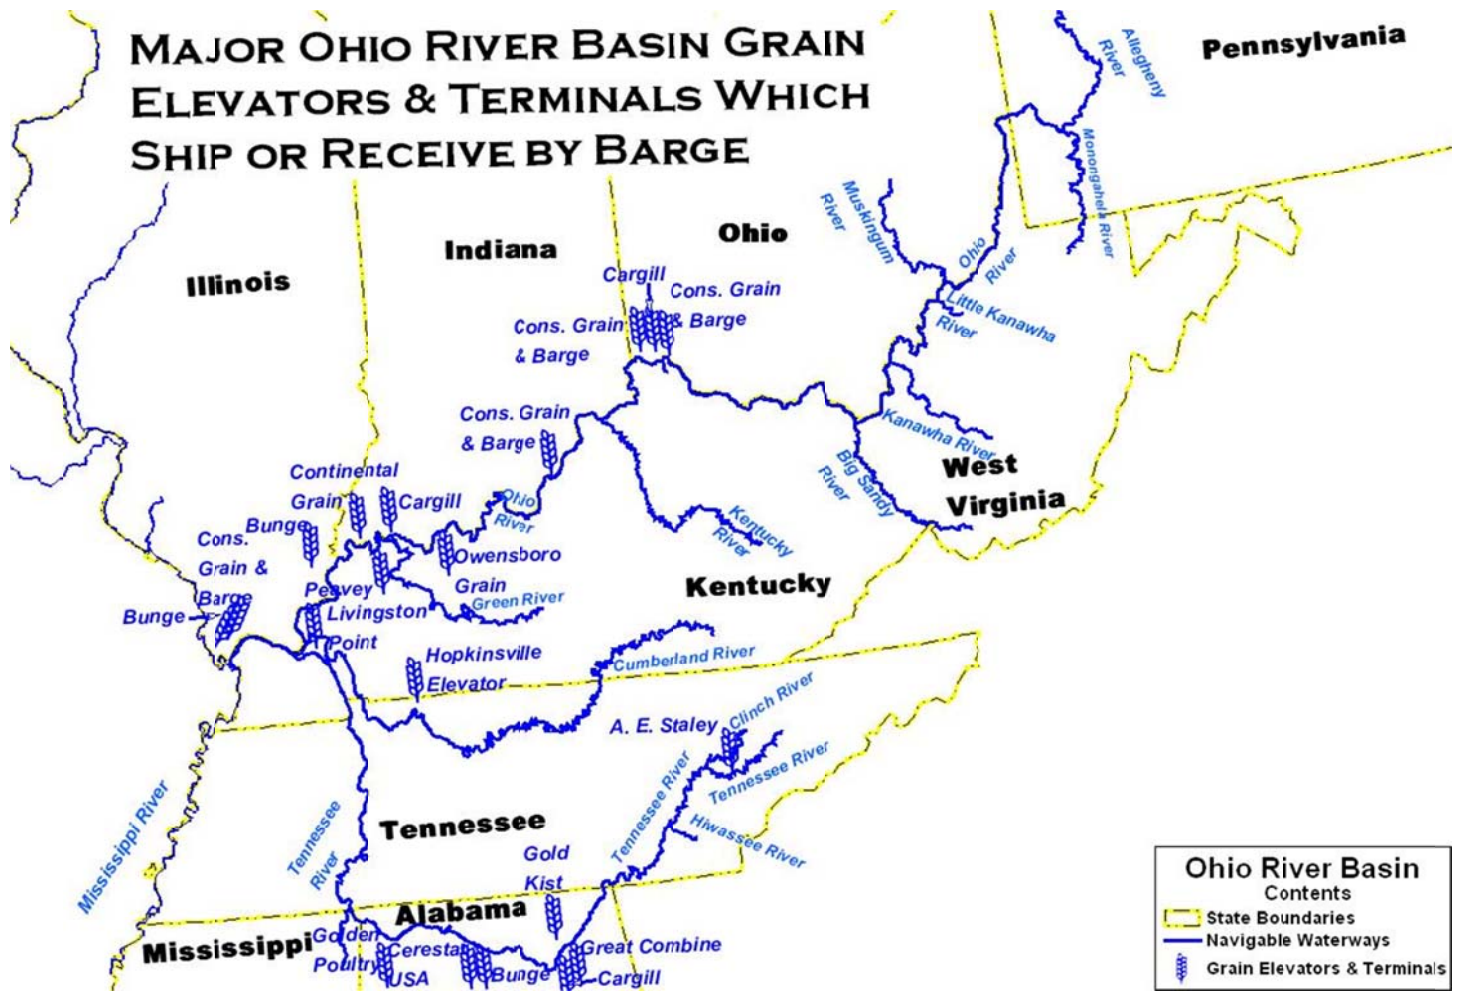 MAJOR OHIO RIVER BASIN GRAIN
ELEVATORS & TERMINALS WHICH
SHIP OR RECEIVE BY BARGE
Pennsylvania
Allegheny
River
Monongahela River
Muskingum
River
Ohio
River
Little Kanawha
River
Ohio
Indiana
Illinois
Cargill
Cons. Grain
& Barge
Cons. Grain
& Barge
Cons. Grain
& Barge
Kanawha River
Big Sandy
River
West
Virginia
Continental
Grain
Cargill
Ohio
River
Kentucky
River
Bunge
Cons.
Grain &
Barge
Bunge
Owensboro
Grain
Peavey
Green River
Livingston
Point
Kentucky
Hopkinsville
Elevator
Cumberland River
A. E. Staley
Clinch River
Tennessee River
Tennessee River
Hiwassee River
Mississippi River
Tennessee
River
Tennessee
Gold
Kist
Alabama
Mississippi
Golden
Poultry
Ceresta
USA
Bunge
Great Combine
Cargill
Ohio River Basin
Contents
State Boundaries
Navigable Waterways
Grain Elevators & Terminals